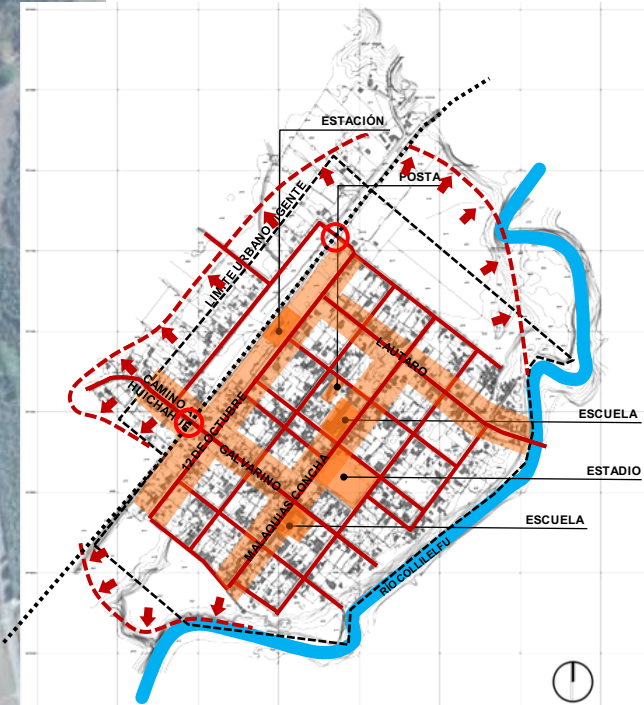 ESTACIÓN
POSTA
LIMITE URBANO VIGENTE
LAUTARO
CAMINO A
HUICHAHUE
12 DE OCTUBRE
GALVARINO
MALAQUIAS CONCHA
ESCUELA
ESTADIO
ESCUELA
RIO COLLILELFU